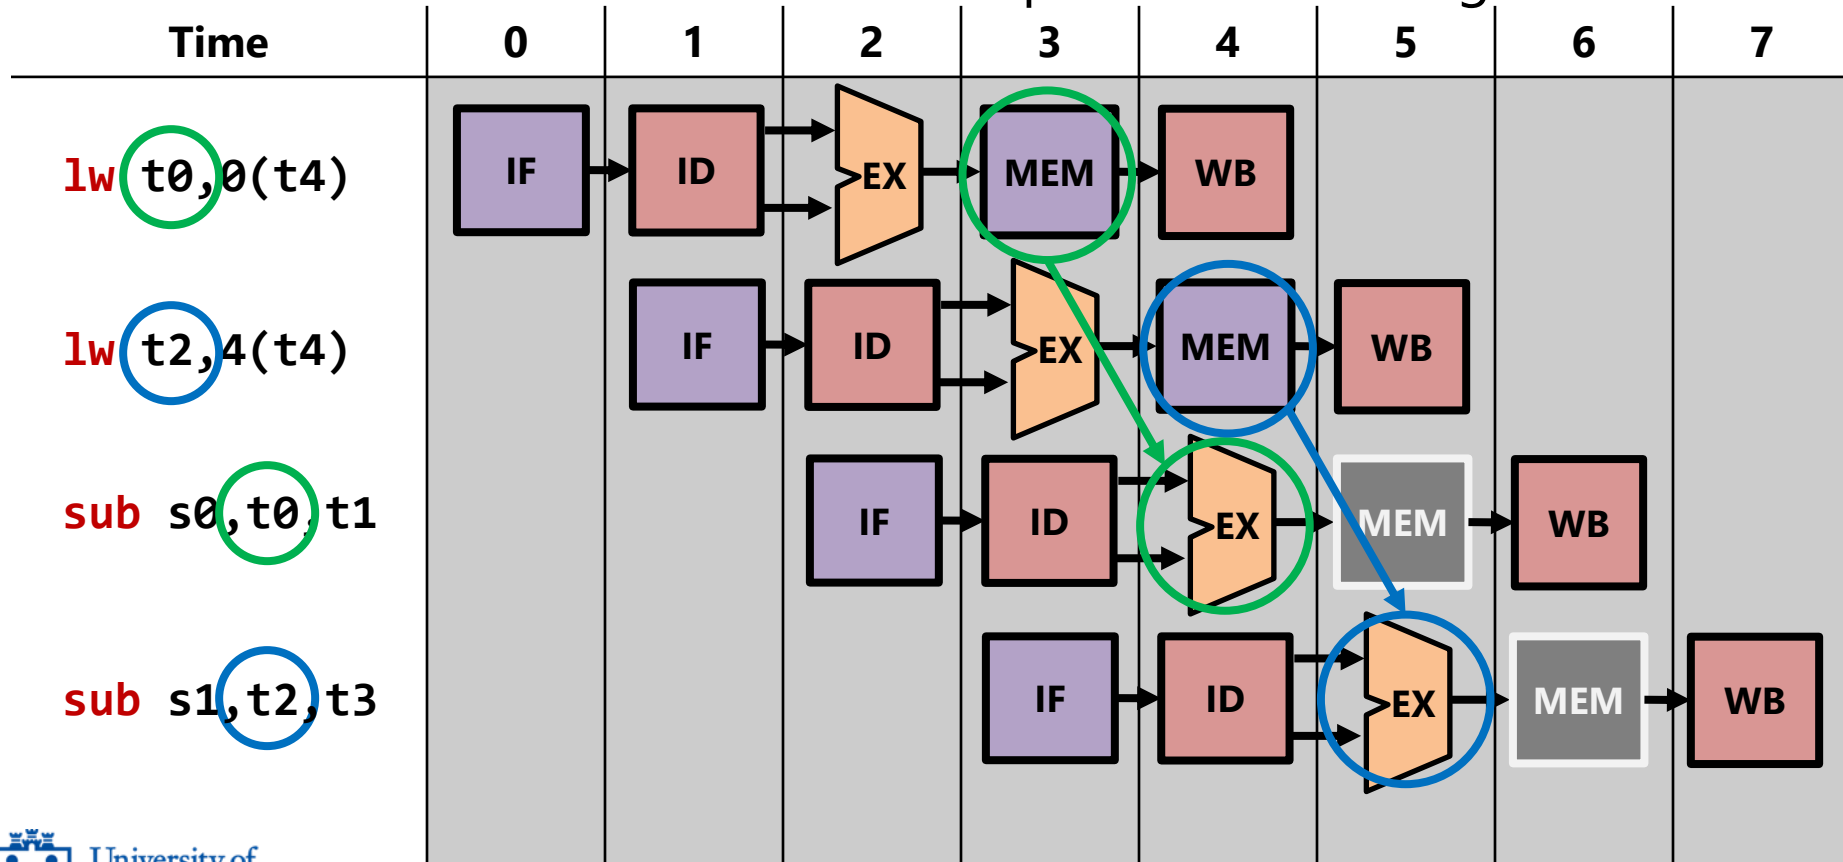 Time 0 1 2 3 4 5 6 7
lw t0,0(t4) IF ID EX MEM WB
lw t2,4(t4) IF ID EX MEM WB
sub s0,t0,t1 IF ID EX MEM WB
sub s1,t2,t3 IF ID EX MEM WB
University of